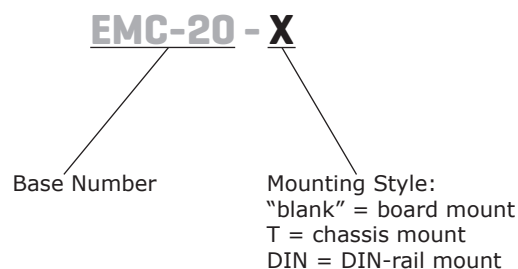 EMC-20 - X
Base Number
Mounting Style:
“blank” = board mount
T = chassis mount
DIN = DIN-rail mount